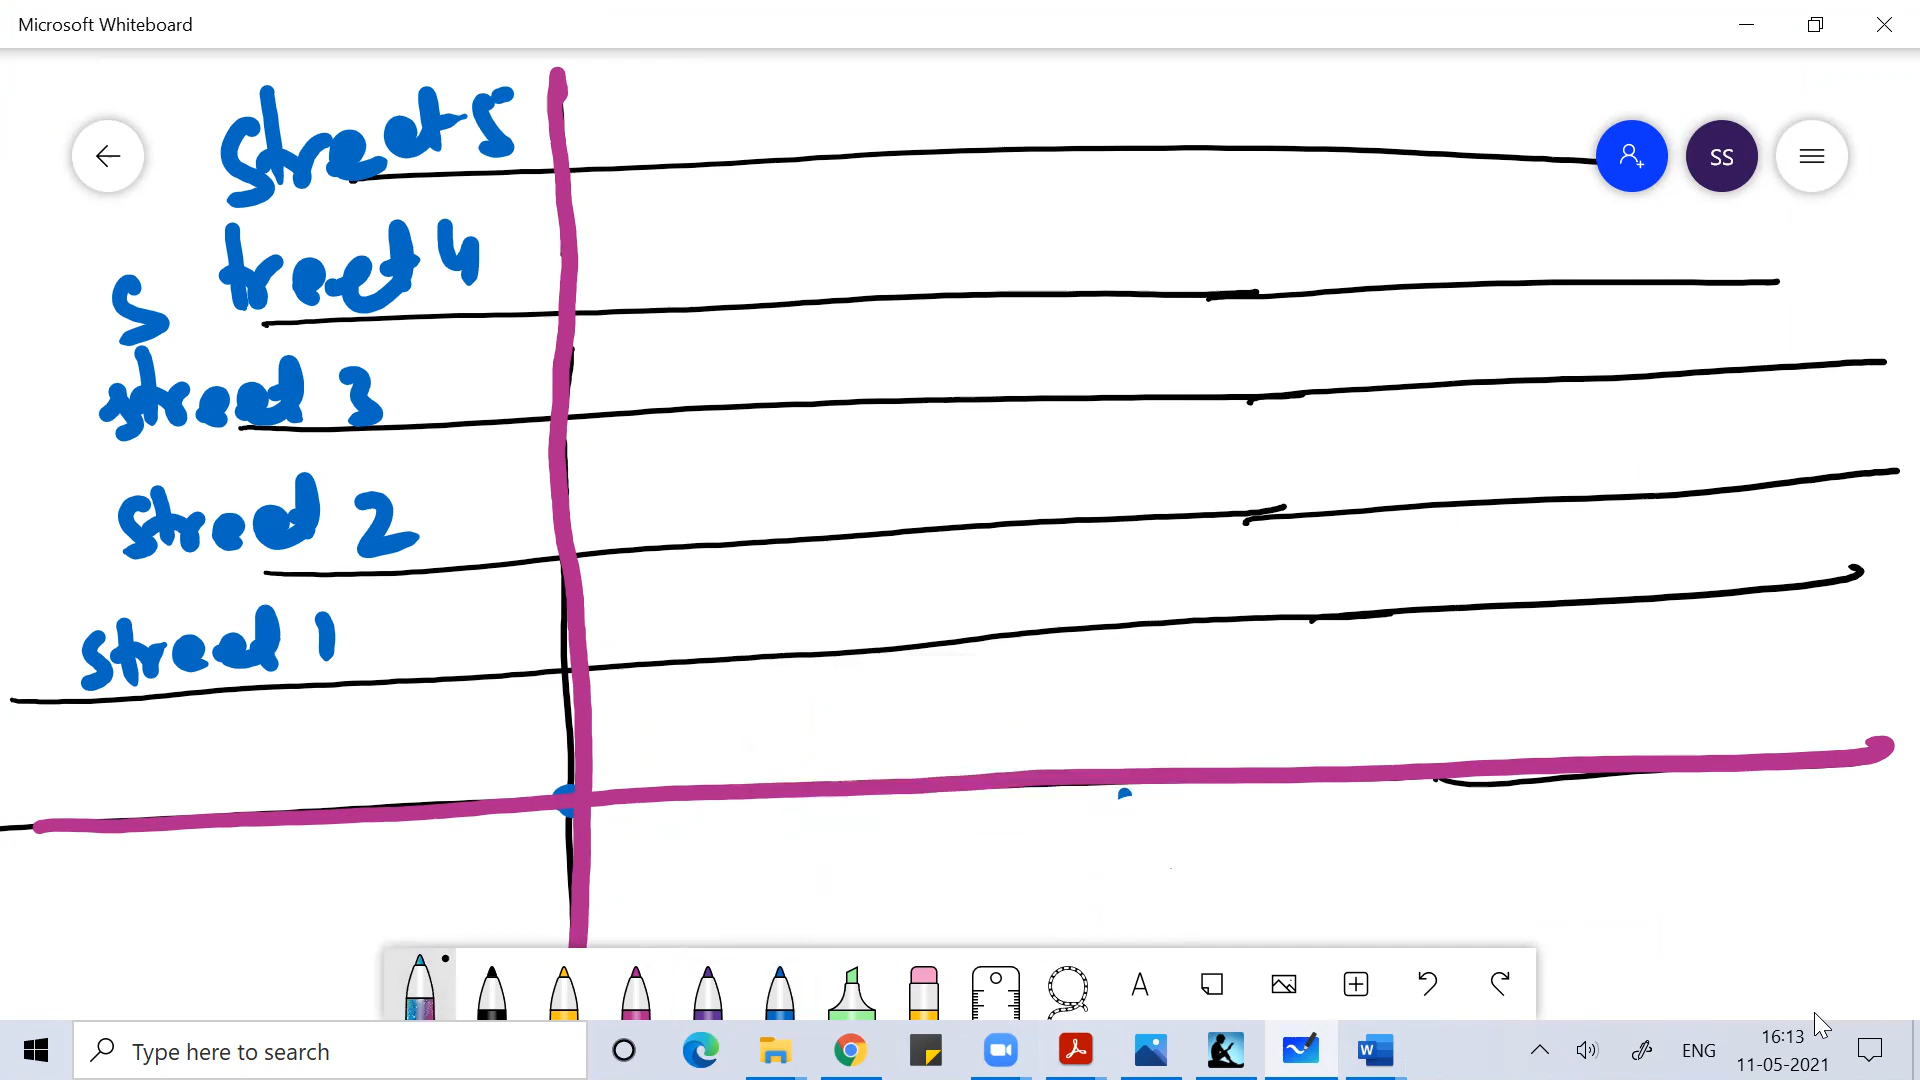 Microsoft Whiteboard
street 5
SS
treet 4
S
street 3
street 2
street 1
A
Type here to search
W
ENG
16:13
11-05-2021